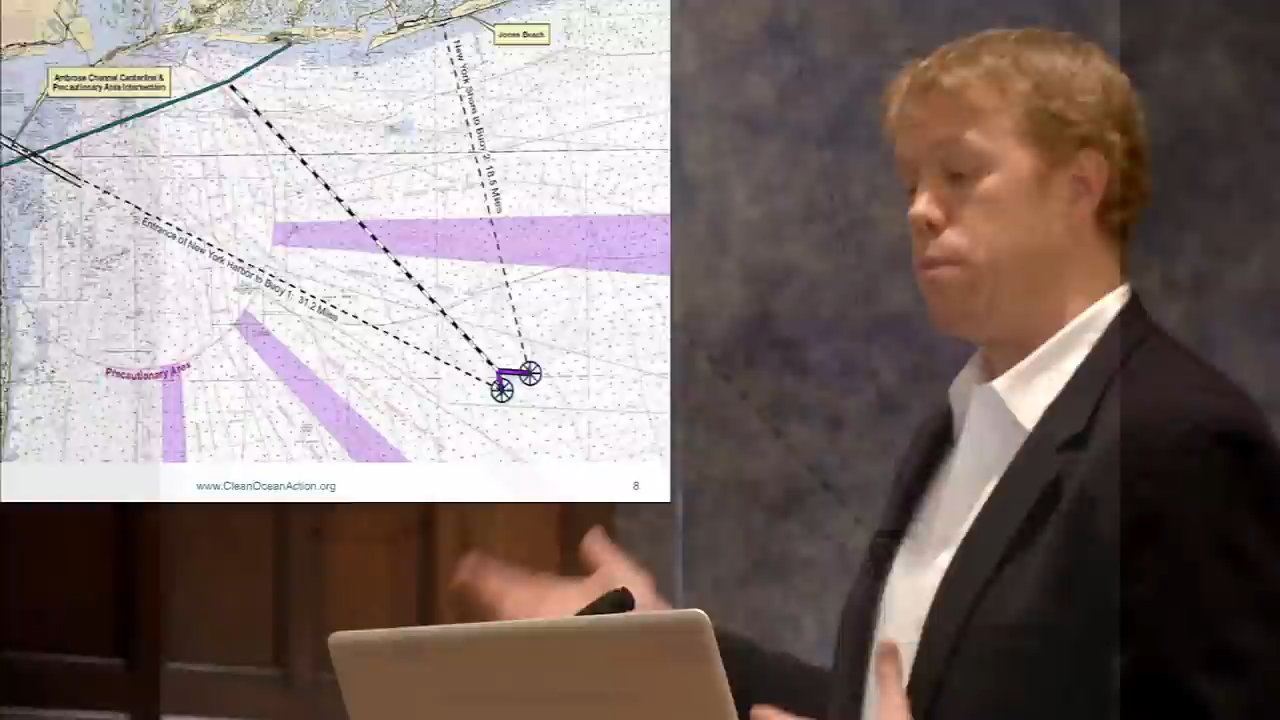 Jones Beach
Ambrose Channel Centerline &
Precautionary Area Intersection
New York Shore to Buoy 2: 18.5 Miles
Entrance of New York Harbor to Buoy 1: 31.2 Miles
Precautionary Area
www.CleanOceanAction.org
8